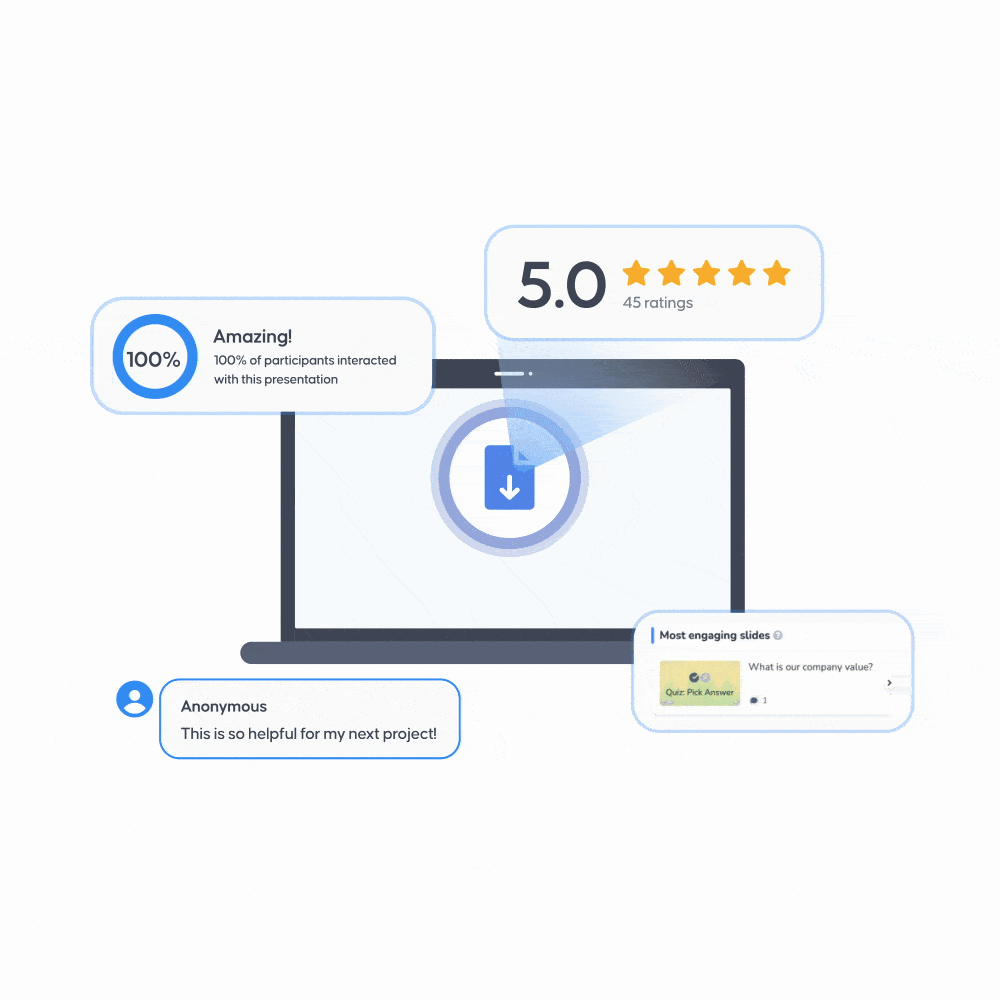 5.0
45 ratings
100%
Amazing!
100% of participants interacted
with this presentation
Most engaging slides ?
What is our company value?
Quiz: Pick Answer
1
Anonymous
This is so helpful for my next project!